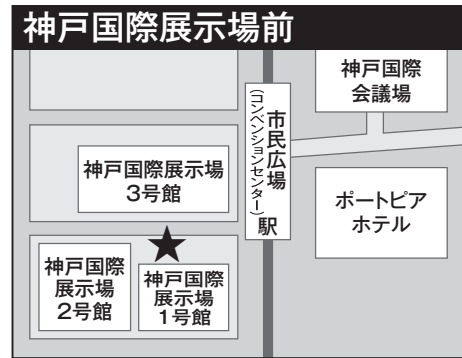 神戸国際展示場前
神戸国際
会議場
市民広場
(コンベンションセンター)
駅
神戸国際展示場
3号館
ポートピア
ホテル
神戸国際
展示場
2号館
神戸国際
展示場
1号館